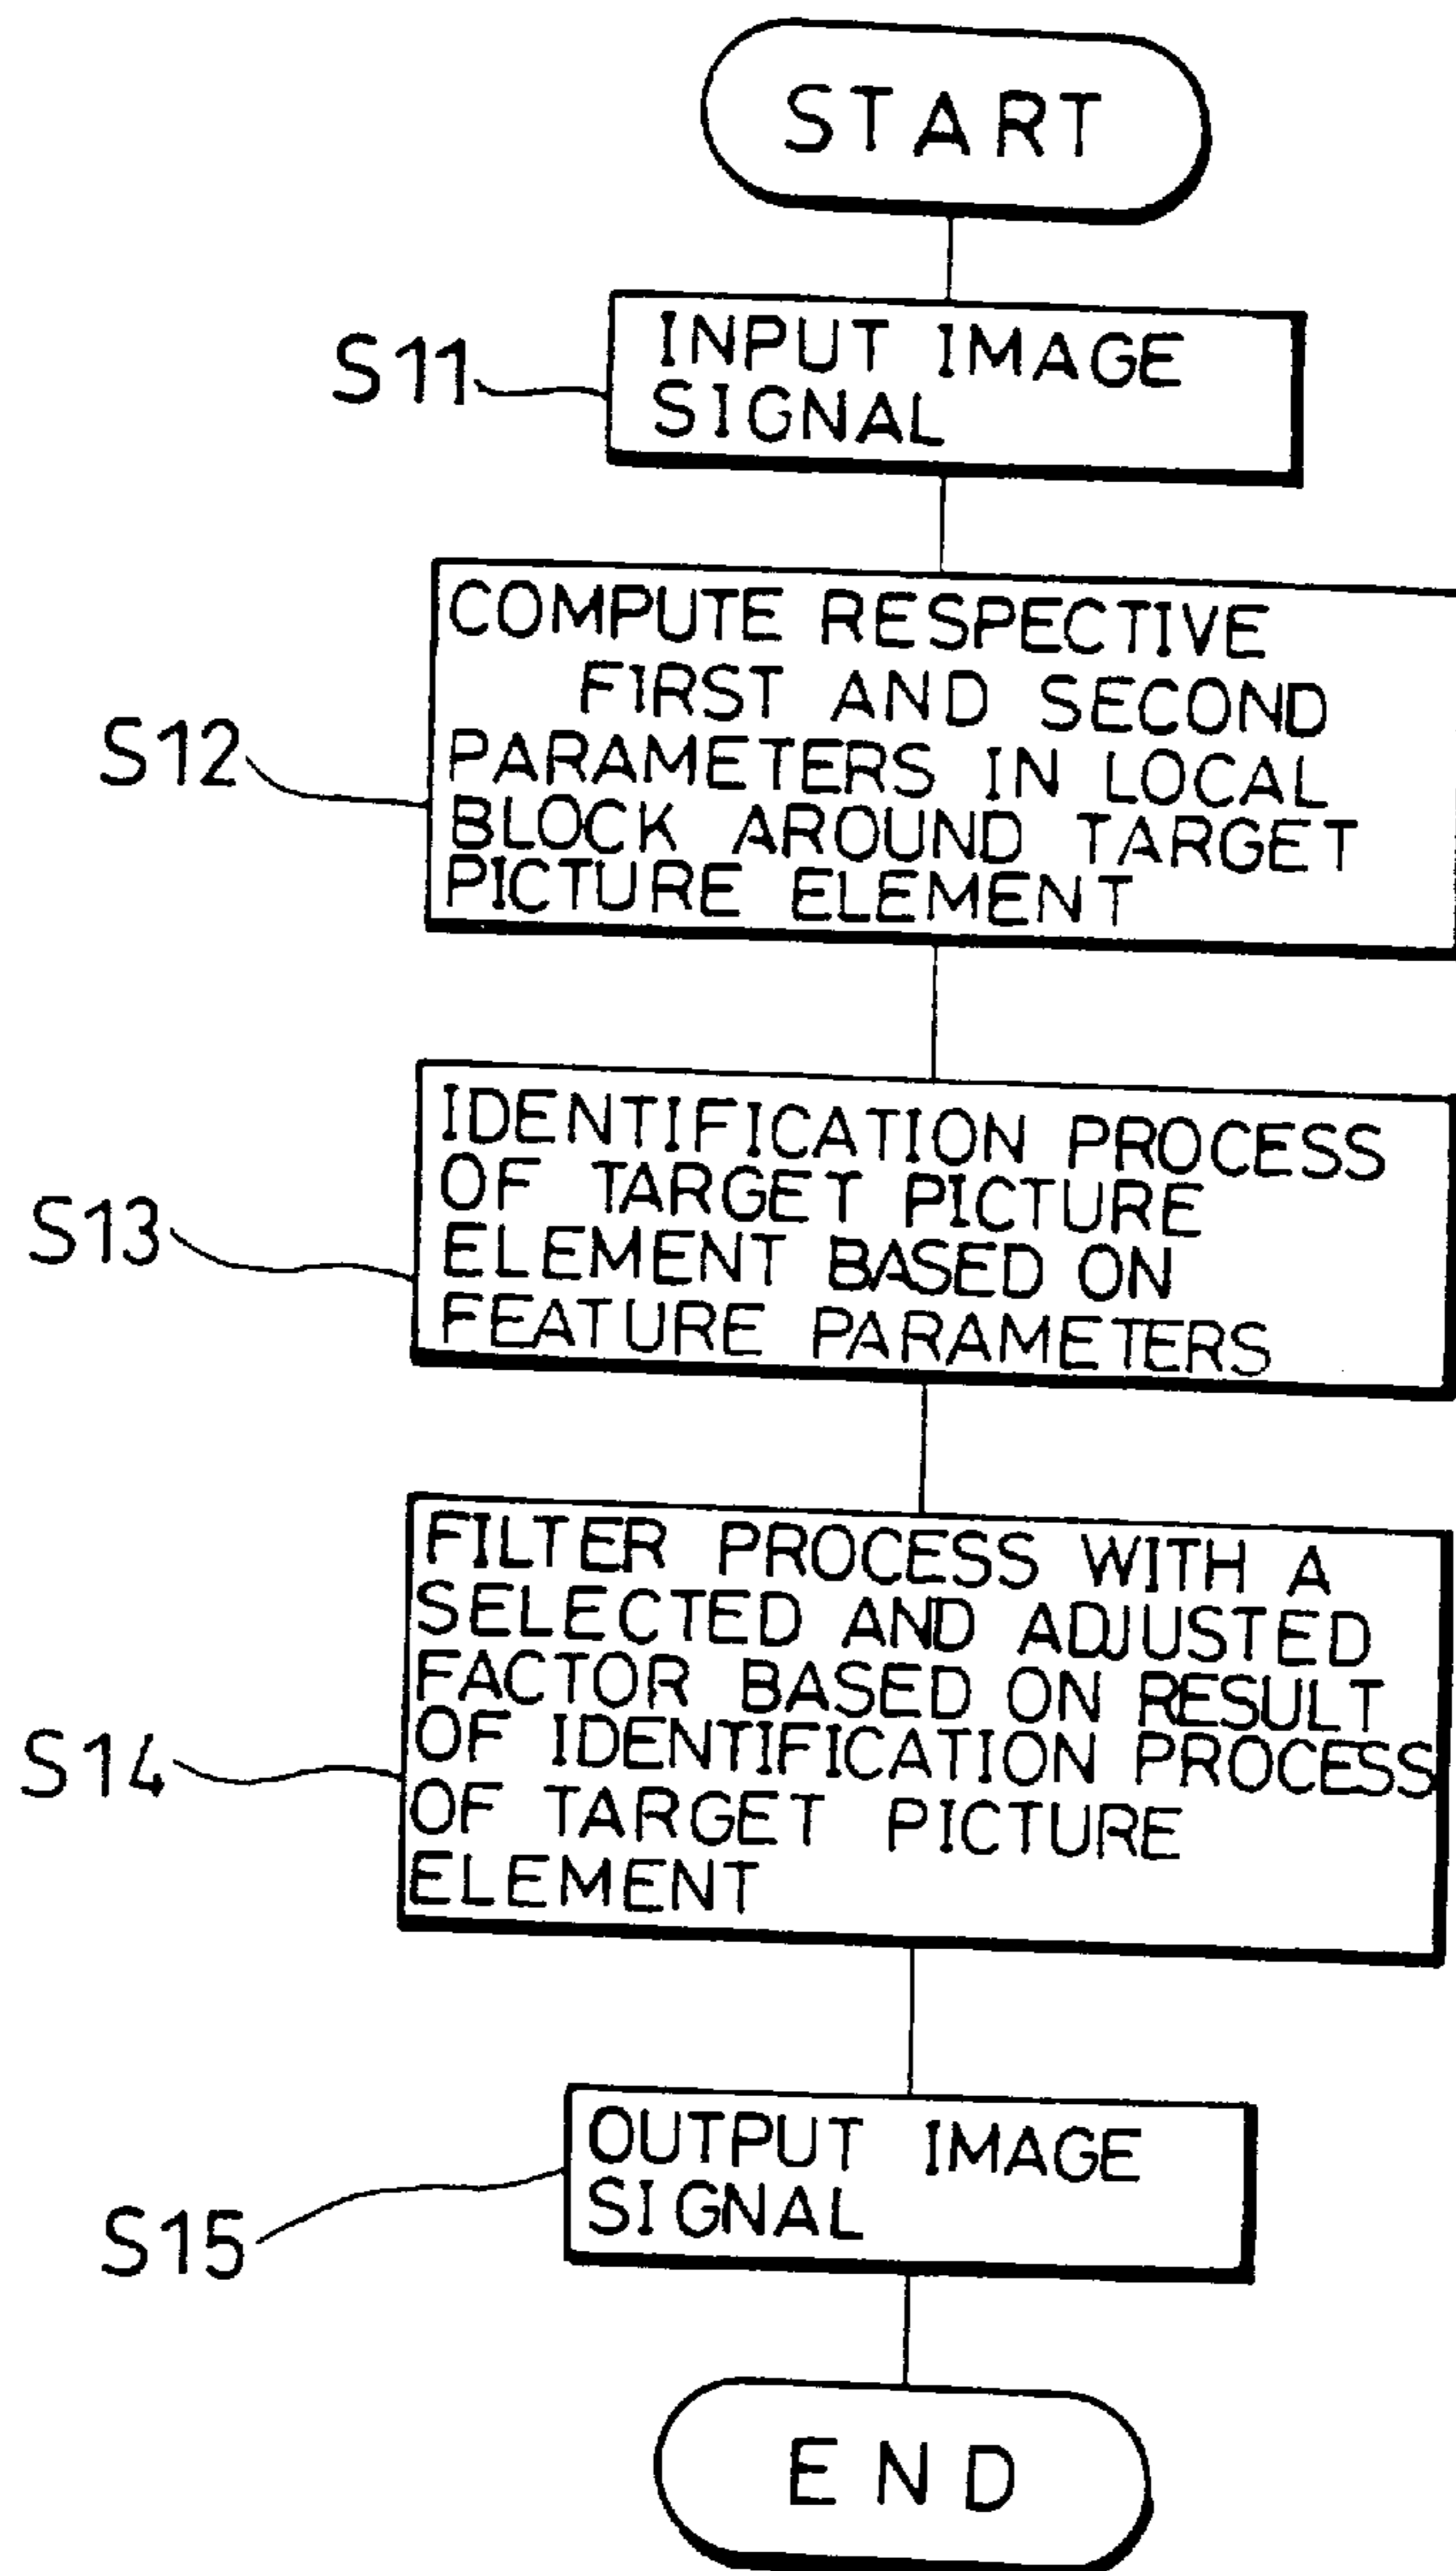 START
S11
INPUT IMAGE
SIGNAL
S12
COMPUTE RESPECTIVE
FIRST AND SECOND
PARAMETERS IN LOCAL
BLOCK AROUND TARGET
PICTURE ELEMENT
S13
IDENTIFICATION PROCESS
OF TARGET PICTURE
ELEMENT BASED ON
FEATURE PARAMETERS
S14
FILTER PROCESS WITH A
SELECTED AND ADJUSTED
FACTOR BASED ON RESULT
OF IDENTIFICATION PROCESS
OF TARGET PICTURE
ELEMENT
S15
OUTPUT IMAGE
SIGNAL
END